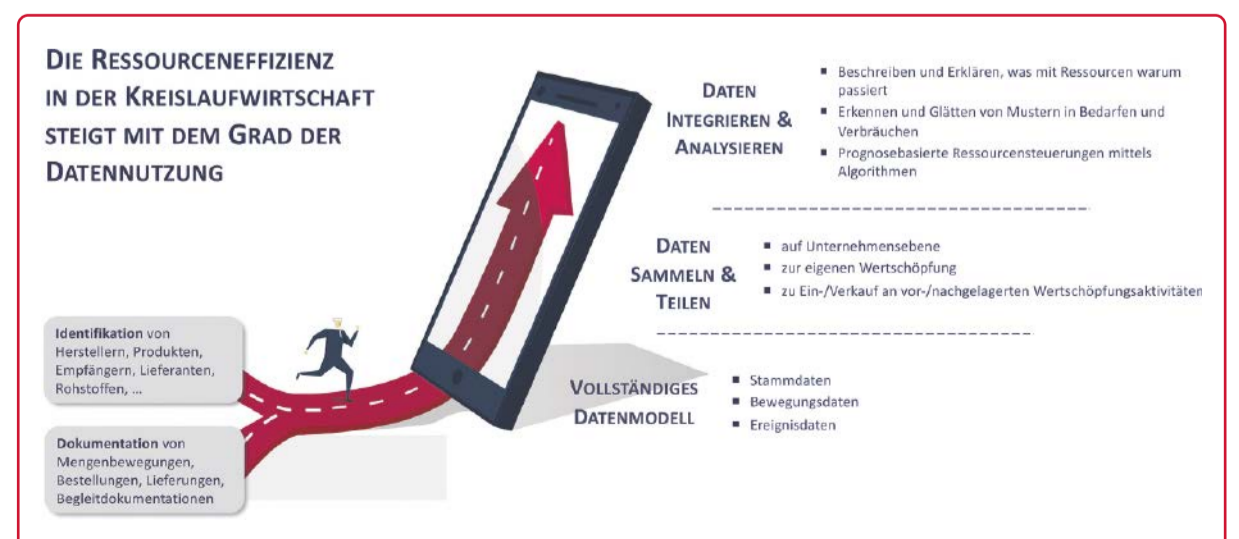 DIE RESSOURCENEFFIZIENZ
IN DER KREISLAUFWIRTSCHAFT
STEIGT MIT DEM GRAD DER
DATENNUTZUNG
Identifikation von
Herstellern, Produkten,
Empfängern, Lieferanten,
Rohstoffen, ...
Dokumentation von
Mengenbewegungen,
Bestellungen, Lieferungen,
Begleitdokumentationen
DATEN
INTEGRIEREN &
ANALYSIEREN
▪ Beschreiben und Erklären, was mit Ressourcen warum
passiert
▪ Erkennen und Glätten von Mustern in Bedarfen und
Verbräuchen
▪ Prognosebasierte Ressourcensteuerungen mittels
Algorithmen
DATEN
SAMMELN &
TEILEN
▪ auf Unternehmensebene
▪ zur eigenen Wertschöpfung
▪ zu Ein-/Verkauf an vor-/nachgelagerten Wertschöpfungsaktivitäten
VOLLSTÄNDIGES
DATENMODELL
▪ Stammdaten
▪ Bewegungsdaten
▪ Ereignisdaten